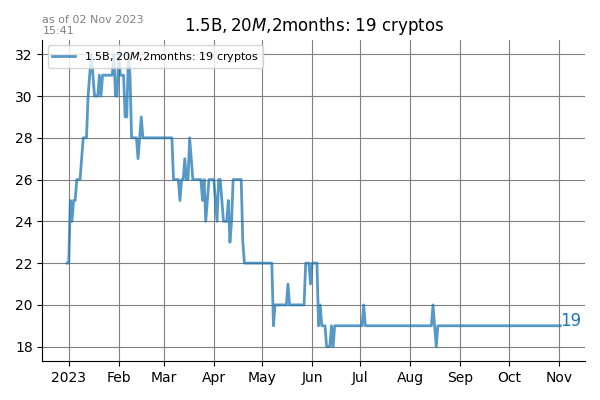 as of 02 Nov 2023
15:41
1.5B, 20M, 2months: 19 cryptos
1.5B, 20M, 2months: 19 cryptos
32
30
28
26
24
22
20
18
19
2023 Feb Mar Apr May Jun Jul Aug Sep Oct Nov